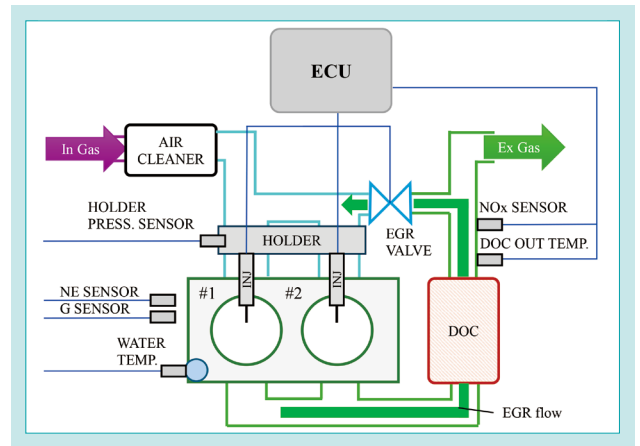 ECU
In Gas
AIR
CLEANER
Ex Gas
HOLDER
PRESS. SENSOR
HOLDER
EGR
VALVE
NOx SENSOR
DOC OUT TEMP.
NE SENSOR
G SENSOR
#1
INJ
#2
INJ
WATER
TEMP.
DOC
EGR flow